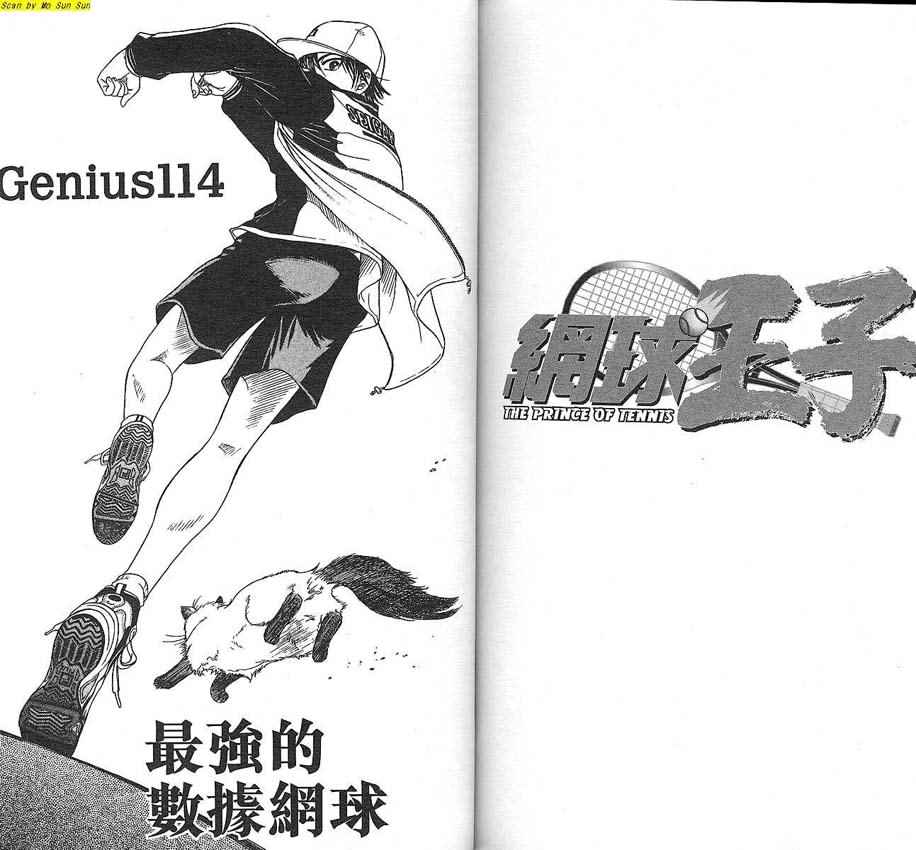 Scan by Mo Sun Sun
SEIGAKU
Genius114
最強的
數據網球
網球王子
THE PRINCE OF TENNIS